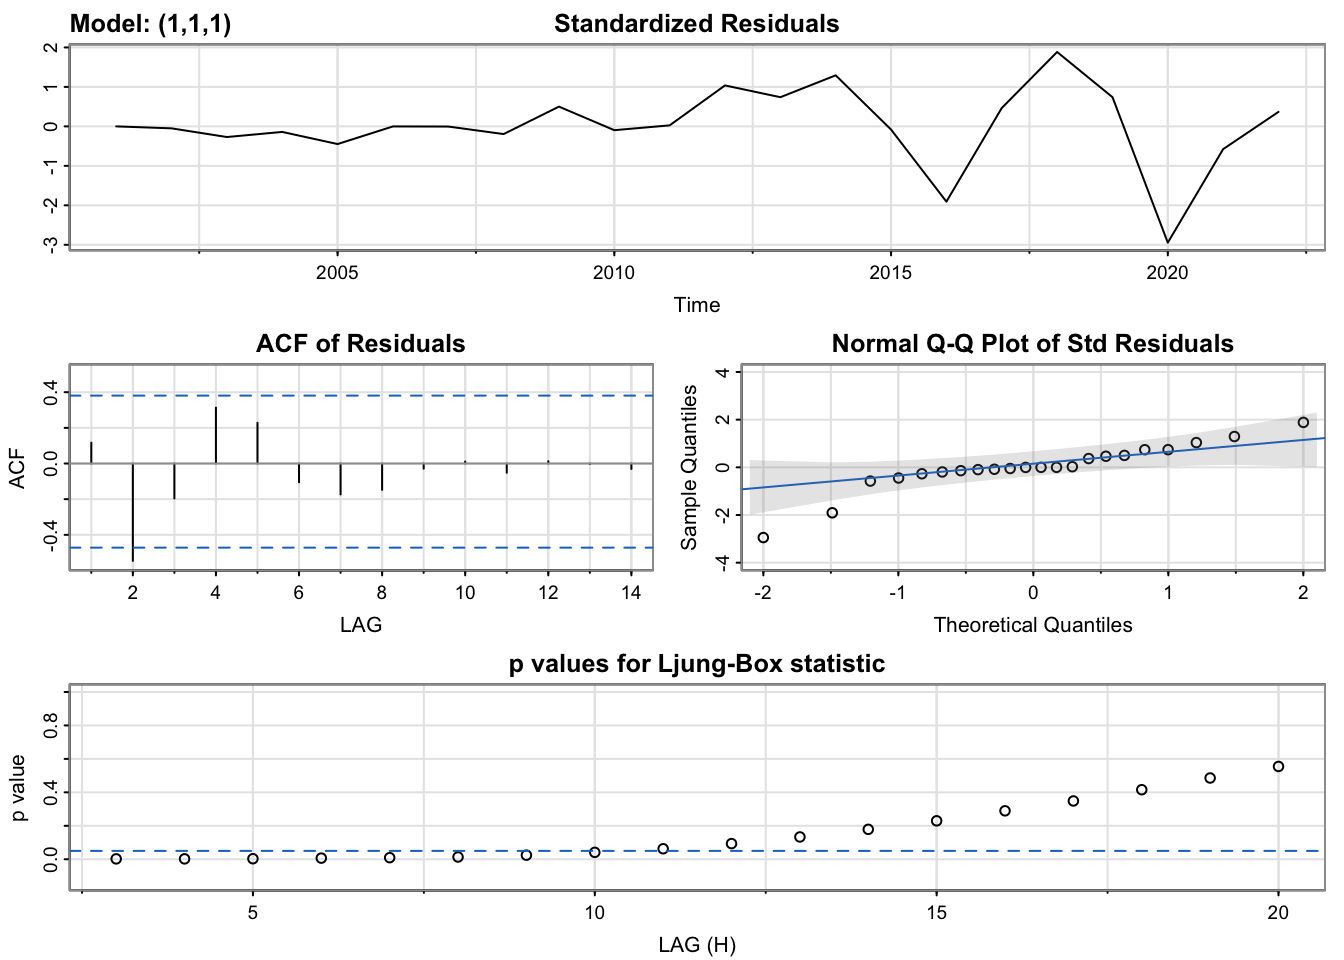 Model: (1,1,1) Standardized Residuals
2
1
0
-1
-2
-3
2005 2010 2015 2020
Time
ACF of Residuals
ACF
0.4
0.0
-0.4
2 4 6 8 10 12 14
LAG
Normal Q-Q Plot of Std Residuals
Sample Quantiles
4
2
0
-2
-4
-2 -1 0 1 2
Theoretical Quantiles
p values for Ljung-Box statistic
p value
0.8
0.4
0.0
5 10 15 20
LAG (H)